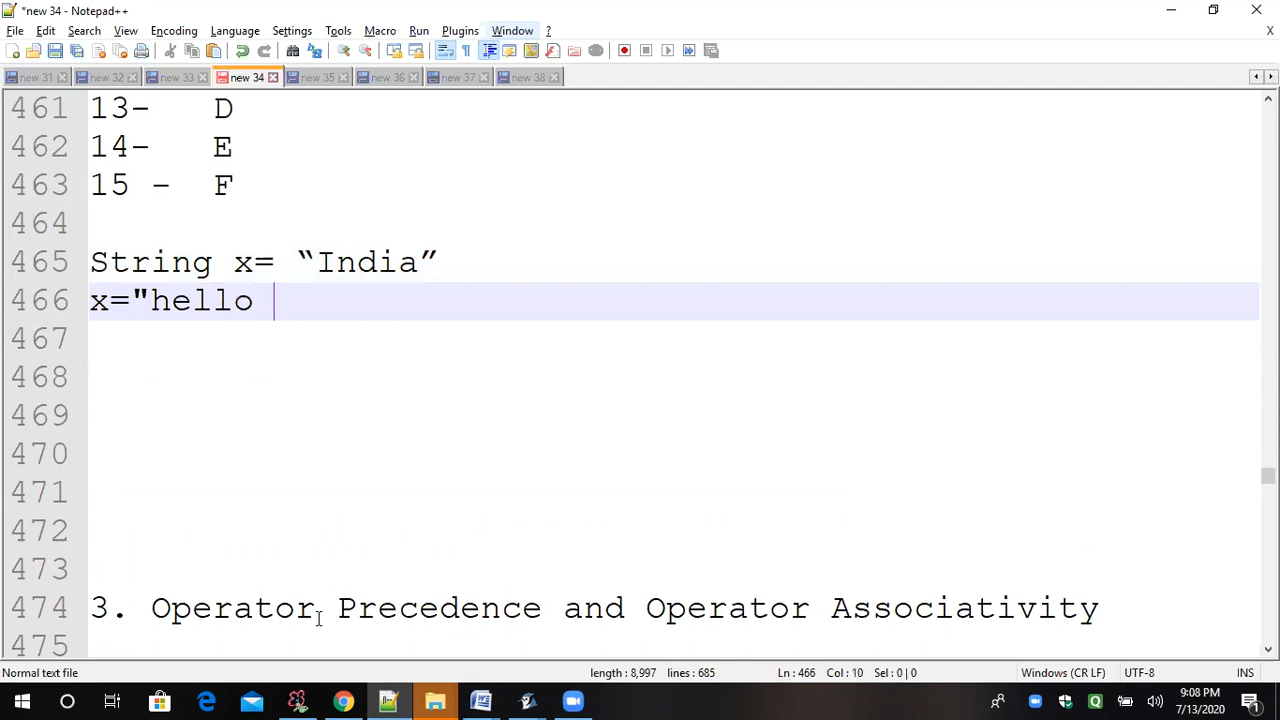 *new 34 - Notepad++
File Edit Search View Encoding Language Settings Tools Macro Run Plugins Window ? X
new 31 new 32 new 33 new 34 new 35 new 36 new 37 new 38
461 13- D
462 14- E
463 15 - F
464
465 String x= “India”
466 x="hello
467
468
469
470
471
472
473
474 3. Operator Precedence and Operator Associativity
475
Normal text file length : 8,997 lines : 685 Ln : 466 Col : 10 Sel : 0 | 0 Windows (CR LF) UTF-8 INS
9:08 PM
7/13/2020